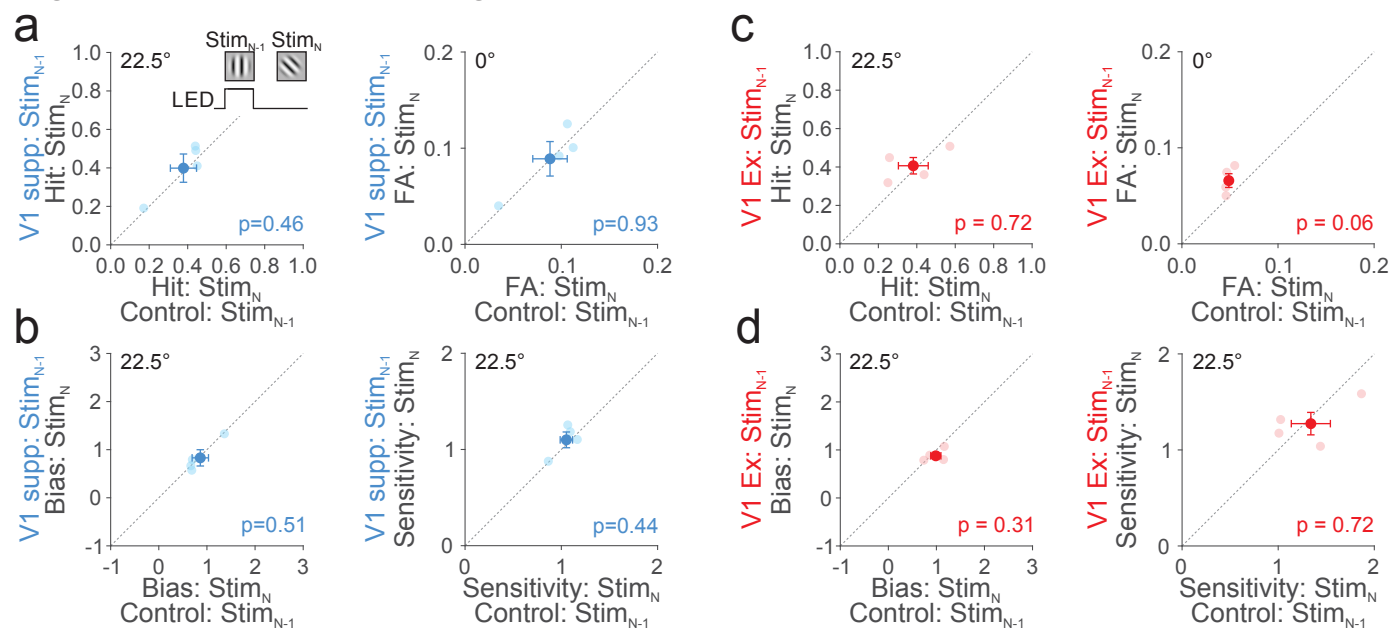 a
V1 supp: Stim_N-1
Hit: Stim_N
22.5°
Stim_N-1 Stim_N
LED
1.0
0.8
0.6
0.4
0.2
0.0
p=0.46
0.0 0.2 0.4 0.6 0.8 1.0
Hit: Stim_N
Control: Stim_N-1
V1 supp: Stim_N-1
FA: Stim_N
0°
0.2
0.1
0.0
p=0.93
0.0 0.1 0.2
FA: Stim_N
Control: Stim_N-1
b
V1 supp: Stim_N-1
Bias: Stim_N
22.5°
3
2
1
0
-1
p=0.51
-1 0 1 2 3
Bias: Stim_N
Control: Stim_N-1
V1 supp: Stim_N-1
Sensitivity: Stim_N
22.5°
2
1
0
p=0.44
0 1 2
Sensitivity: Stim_N
Control: Stim_N-1
c
V1 Ex: Stim_N-1
Hit: Stim_N
22.5°
1.0
0.8
0.6
0.4
0.2
0.0
p = 0.72
0.0 0.2 0.4 0.6 0.8 1.0
Hit: Stim_N
Control: Stim_N-1
V1 Ex: Stim_N-1
FA: Stim_N
0°
0.2
0.1
0.0
p = 0.06
0.0 0.1 0.2
FA: Stim_N
Control: Stim_N-1
d
V1 Ex: Stim_N-1
Bias: Stim_N
22.5°
3
2
1
0
-1
p = 0.31
-1 0 1 2 3
Bias: Stim_N
Control: Stim_N-1
V1 Ex: Stim_N-1
Sensitivity: Stim_N
22.5°
2
1
0
p = 0.72
0 1 2
Sensitivity: Stim_N
Control: Stim_N-1